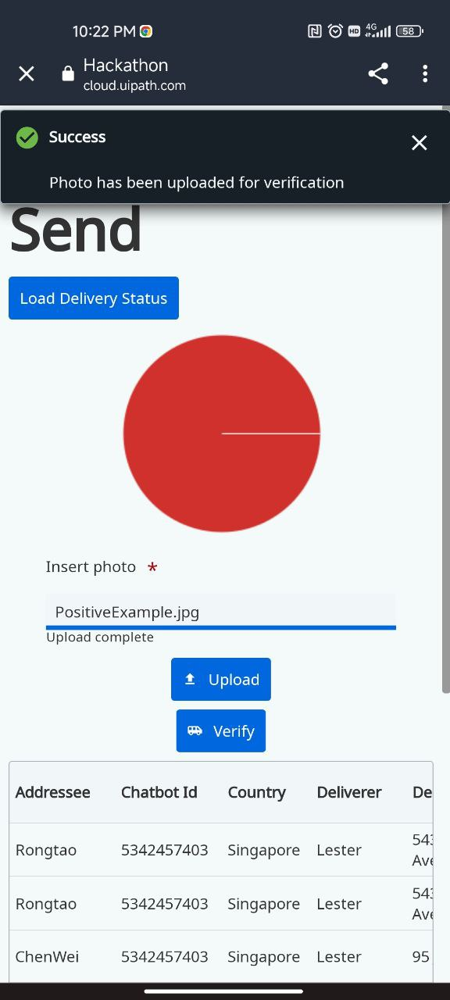 10:22 PM
HD 4G 58
Hackathon
cloud.uipath.com
Success
Photo has been uploaded for verification
Send
Load Delivery Status
Insert photo *
PositiveExample.jpg
Upload complete
Upload
Verify
Addressee Chatbot Id Country Deliverer De
Rongtao 5342457403 Singapore Lester 543
Ave
Rongtao 5342457403 Singapore Lester 543
Ave
ChenWei 5342457403 Singapore Lester 95